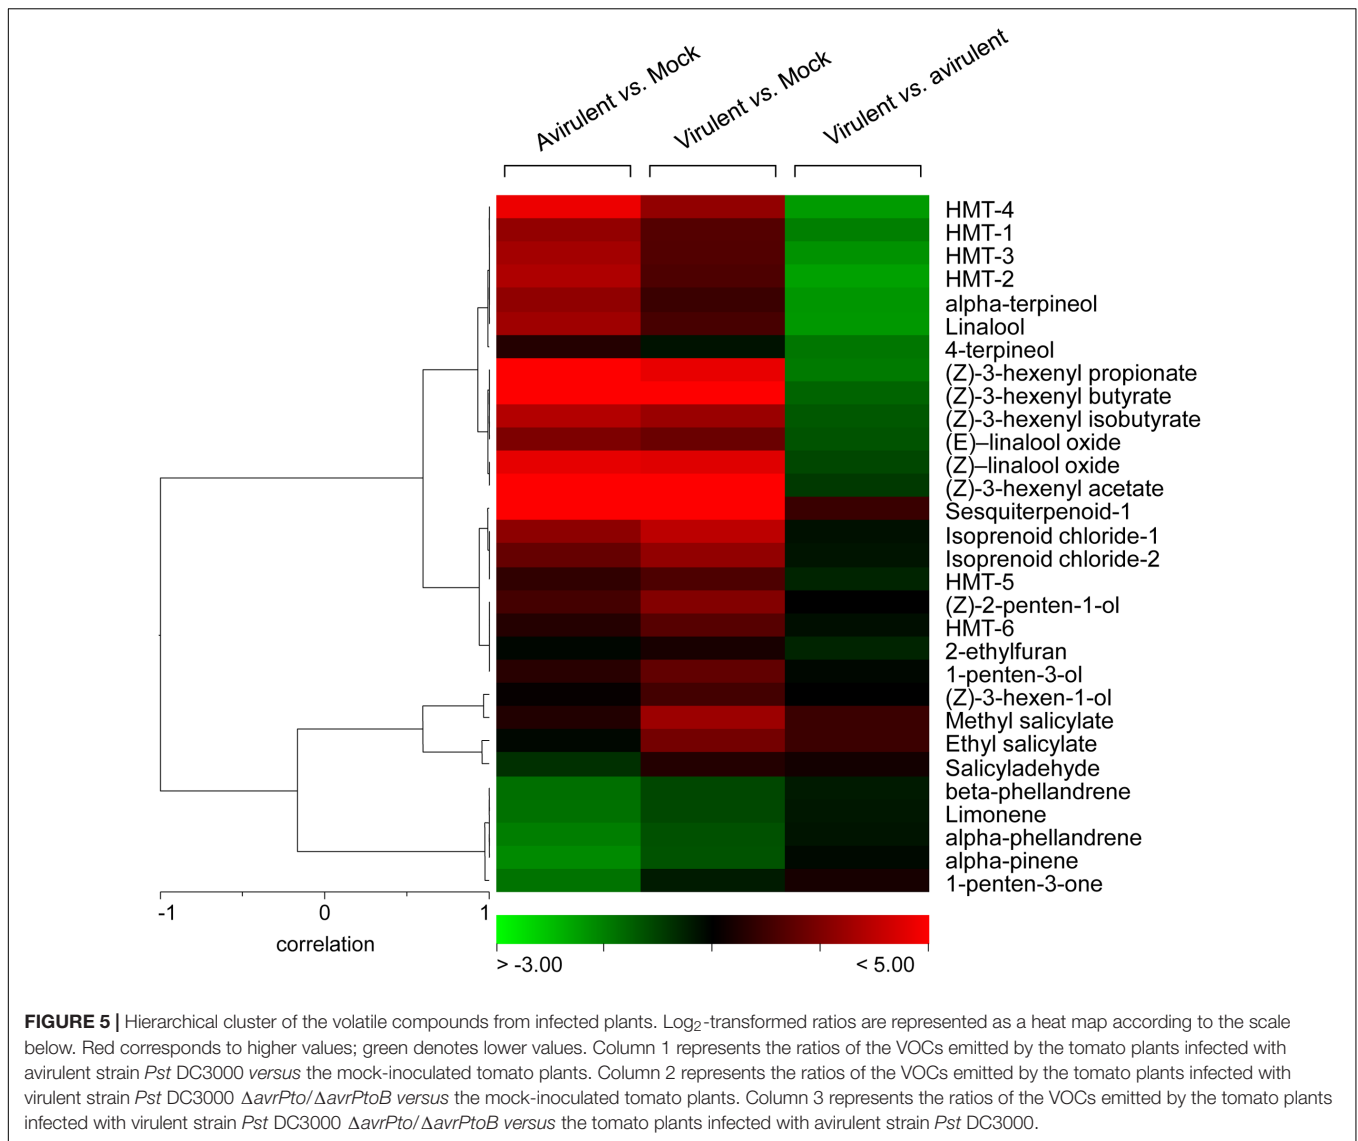 Avirulent vs. Mock
Virulent vs. Mock
Virulent vs. avirulent
HMT-4
HMT-1
HMT-3
HMT-2
alpha-terpineol
Linalool
4-terpineol
(Z)-3-hexenyl propionate
(Z)-3-hexenyl butyrate
(Z)-3-hexenyl isobutyrate
(E)–linalool oxide
(Z)–linalool oxide
(Z)-3-hexenyl acetate
Sesquiterpenoid-1
Isoprenoid chloride-1
Isoprenoid chloride-2
HMT-5
(Z)-2-penten-1-ol
HMT-6
2-ethylfuran
1-penten-3-ol
(Z)-3-hexen-1-ol
Methyl salicylate
Ethyl salicylate
Salicyladehyde
beta-phellandrene
Limonene
alpha-phellandrene
alpha-pinene
1-penten-3-one
-1 0 1
correlation
> -3.00 < 5.00
FIGURE 5 | Hierarchical cluster of the volatile compounds from infected plants. Log2-transformed ratios are represented as a heat map according to the scale
below. Red corresponds to higher values; green denotes lower values. Column 1 represents the ratios of the VOCs emitted by the tomato plants infected with
avirulent strain Pst DC3000 versus the mock-inoculated tomato plants. Column 2 represents the ratios of the VOCs emitted by the tomato plants infected with
virulent strain Pst DC3000 ΔavrPto/ΔavrPtoB versus the mock-inoculated tomato plants. Column 3 represents the ratios of the VOCs emitted by the tomato plants
infected with virulent strain Pst DC3000 ΔavrPto/ΔavrPtoB versus the tomato plants infected with avirulent strain Pst DC3000.